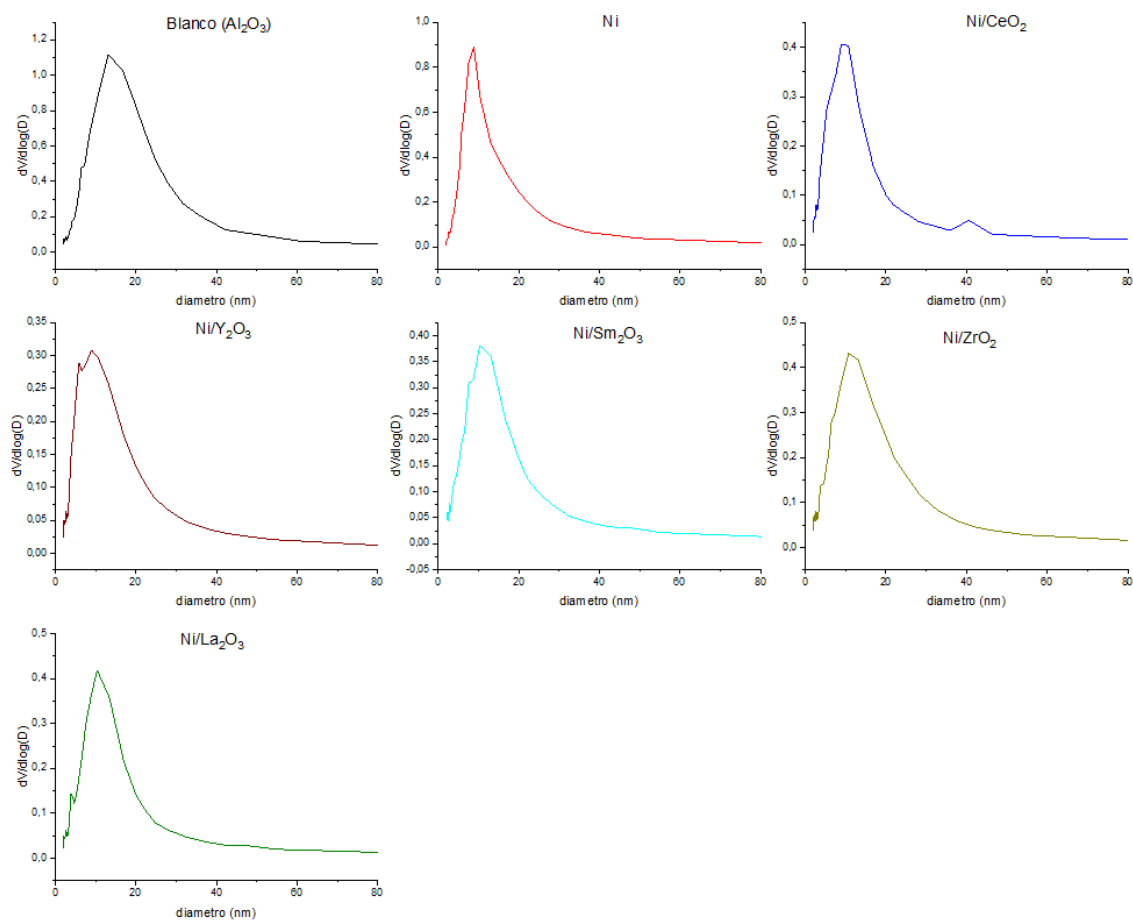 Blanco (Al₂O₃)
dV/dlog(D)
1,2
1,0
0,8
0,6
0,4
0,2
0,0
0 20 40 60 80
diametro (nm)
Ni
dV/dlog(D)
1,0
0,8
0,6
0,4
0,2
0,0
0 20 40 60 80
diametro (nm)
Ni/CeO₂
dV/dlog(D)
0,4
0,3
0,2
0,1
0,0
0 20 40 60 80
diametro (nm)
Ni/Y₂O₃
dV/dlog(D)
0,35
0,30
0,25
0,20
0,15
0,10
0,05
0,00
0 20 40 60 80
diametro (nm)
Ni/Sm₂O₃
dV/dlog(D)
0,40
0,35
0,30
0,25
0,20
0,15
0,10
0,05
0,00
-0,05
0 20 40 60 80
diametro (nm)
Ni/ZrO₂
dV/dlog(D)
0,5
0,4
0,3
0,2
0,1
0,0
0 20 40 60 80
diametro (nm)
Ni/La₂O₃
dV/dlog(D)
0,5
0,4
0,3
0,2
0,1
0,0
0 20 40 60 80
diametro (nm)